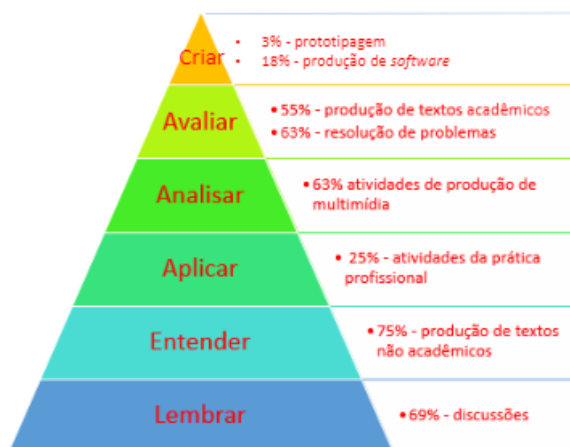 Criar
• 3% - prototipagem
• 18% - produção de software
Avaliar
• 55% - produção de textos acadêmicos
• 63% - resolução de problemas
Analisar
• 63% atividades de produção de
multimídia
Aplicar
• 25% - atividades da prática
profissional
Entender
• 75% - produção de textos
não acadêmicos
Lembrar
• 69% - discussões